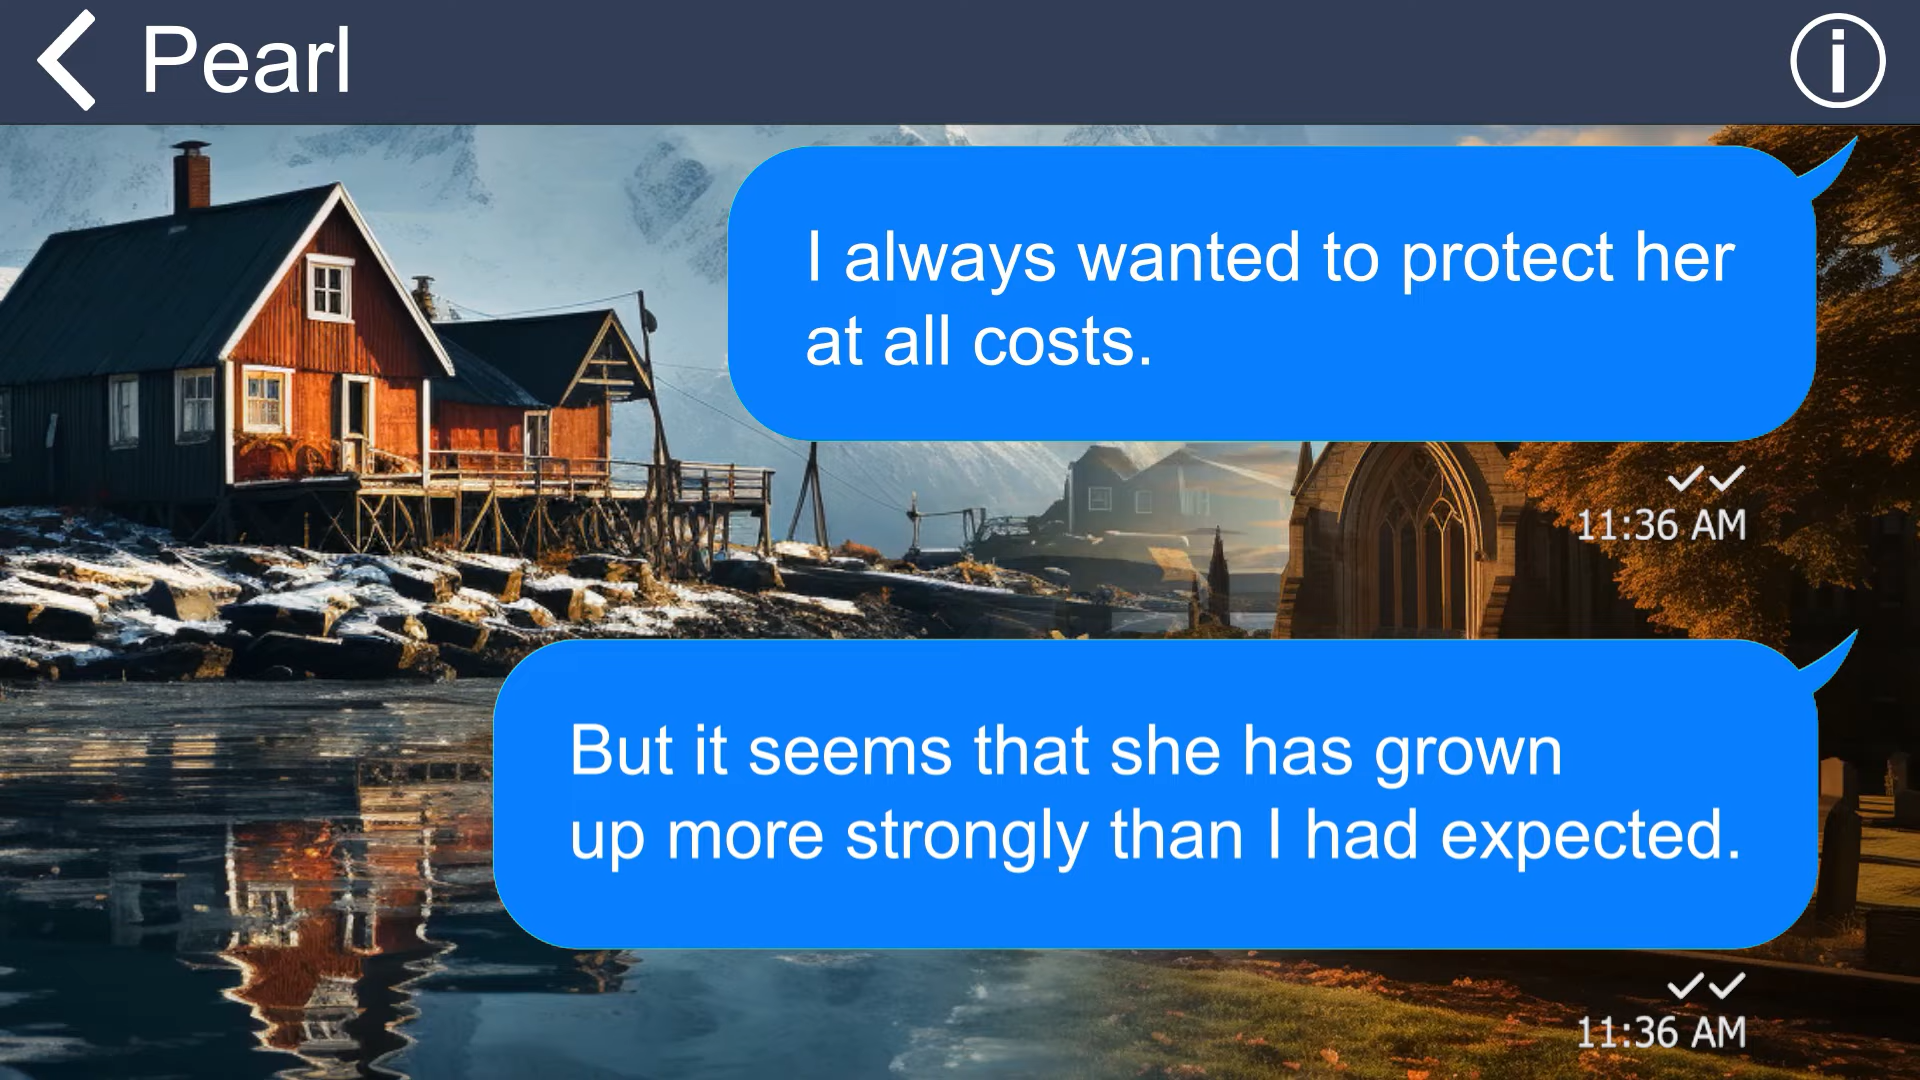 Pearl
I always wanted to protect her
at all costs.
11:36 AM
But it seems that she has grown
up more strongly than I had expected.
11:36 AM